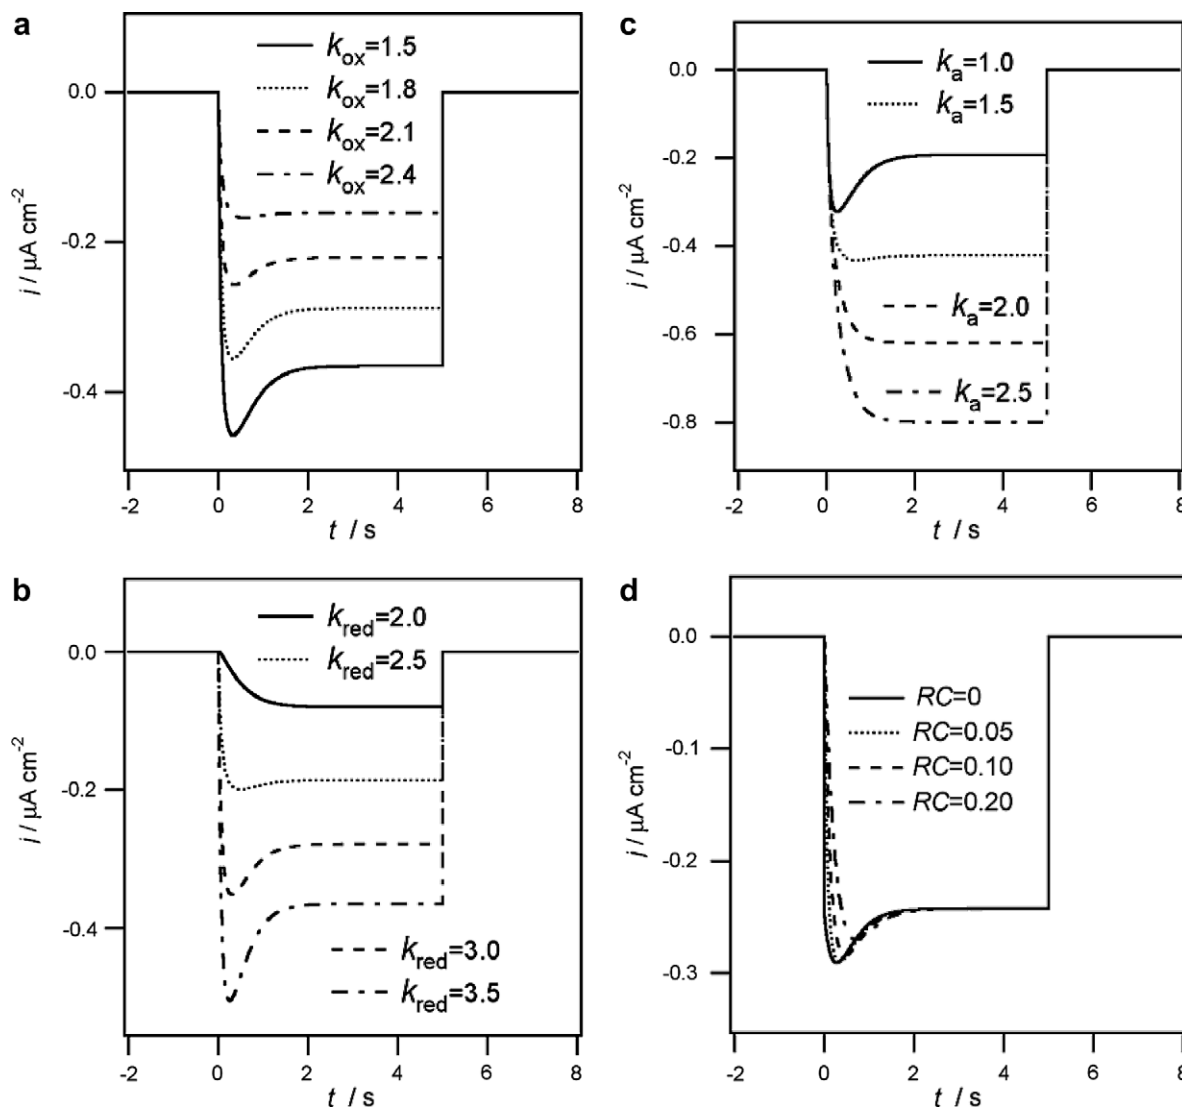 a
k_ox=1.5
k_ox=1.8
k_ox=2.1
k_ox=2.4
0.0
-0.2
-0.4
j / μA cm⁻²
-2 0 2 4 6 8
t / s
c
k_a=1.0
k_a=1.5
k_a=2.0
k_a=2.5
0.0
-0.2
-0.4
-0.6
-0.8
j / μA cm⁻²
-2 0 2 4 6 8
t / s
b
k_red=2.0
k_red=2.5
k_red=3.0
k_red=3.5
0.0
-0.2
-0.4
j / μA cm⁻²
-2 0 2 4 6 8
t / s
d
RC=0
RC=0.05
RC=0.10
RC=0.20
0.0
-0.1
-0.2
-0.3
j / μA cm⁻²
-2 0 2 4 6 8
t / s